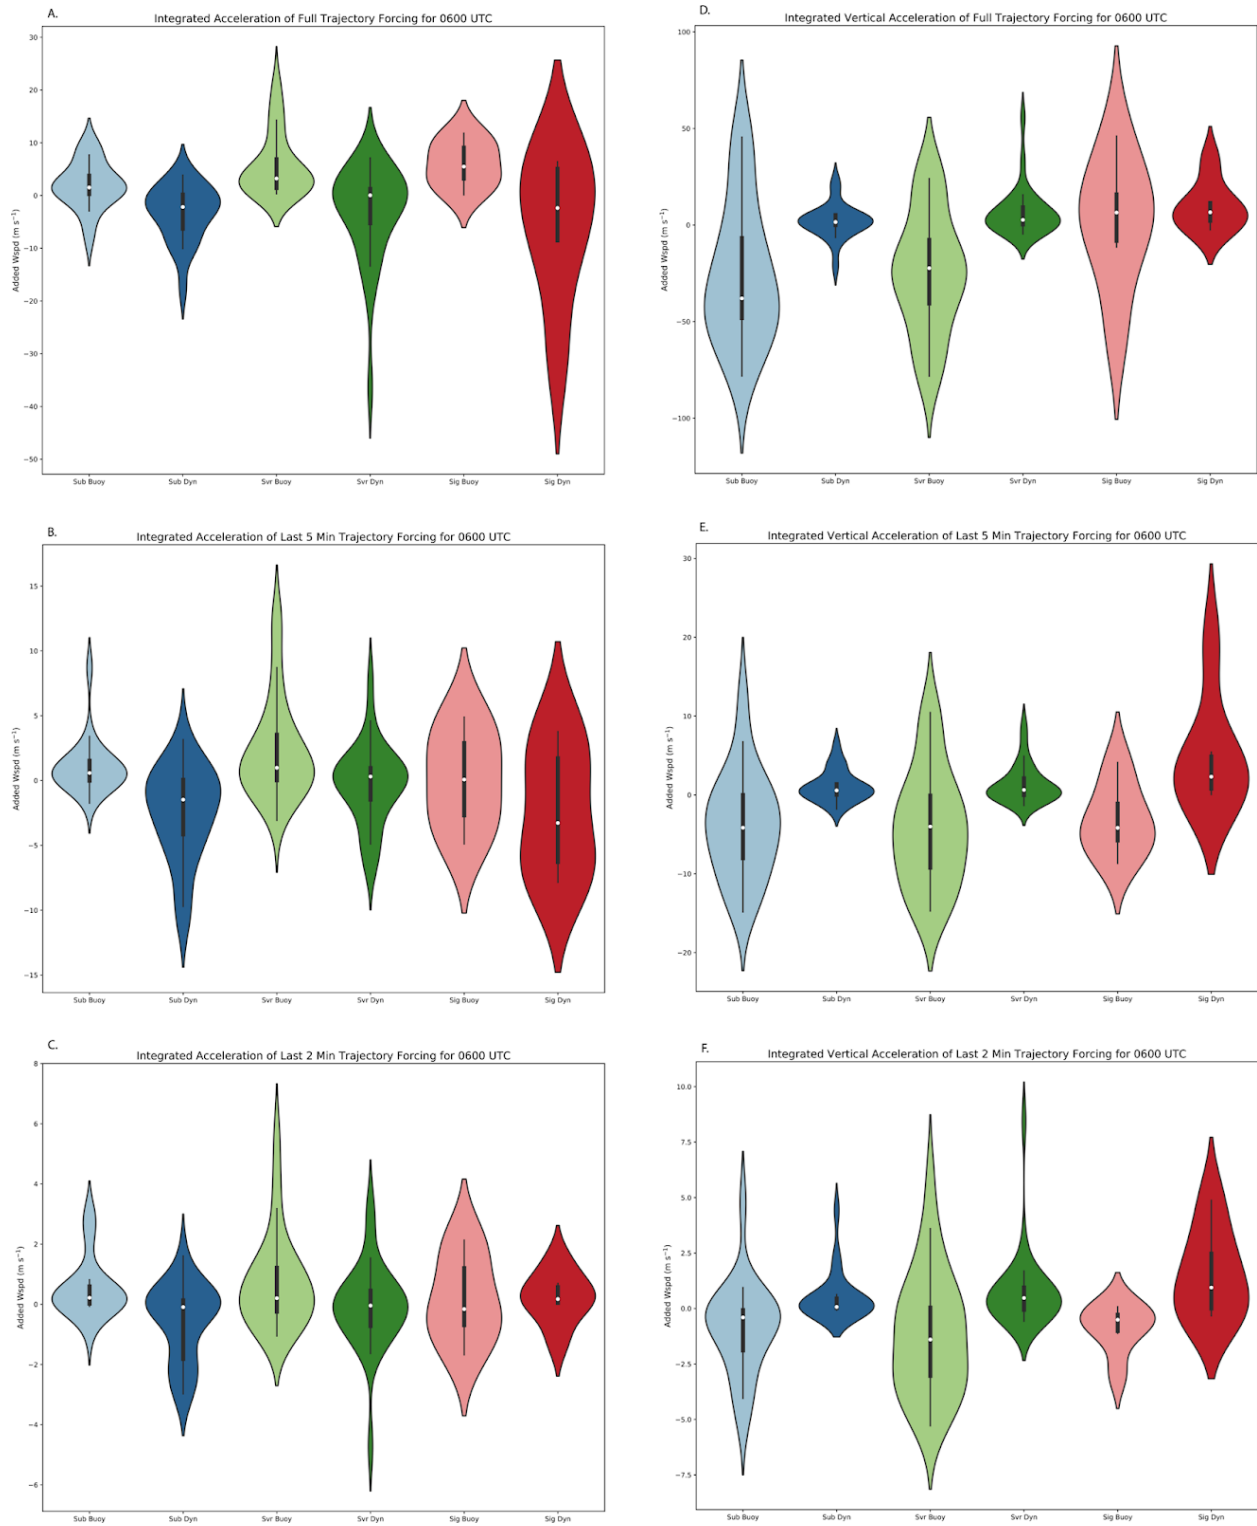 A.
Integrated Acceleration of Full Trajectory Forcing for 0600 UTC
Added Wspd (m s⁻¹)
30
20
10
0
−10
−20
−30
−40
−50
Sub Buoy Sub Dyn Svr Buoy Svr Dyn Sig Buoy Sig Dyn
D.
Integrated Vertical Acceleration of Full Trajectory Forcing for 0600 UTC
Added Wspd (m s⁻¹)
100
50
0
−50
−100
Sub Buoy Sub Dyn Svr Buoy Svr Dyn Sig Buoy Sig Dyn
B.
Integrated Acceleration of Last 5 Min Trajectory Forcing for 0600 UTC
Added Wspd (m s⁻¹)
15
10
5
0
−5
−10
−15
Sub Buoy Sub Dyn Svr Buoy Svr Dyn Sig Buoy Sig Dyn
E.
Integrated Vertical Acceleration of Last 5 Min Trajectory Forcing for 0600 UTC
Added Wspd (m s⁻¹)
30
20
10
0
−10
−20
Sub Buoy Sub Dyn Svr Buoy Svr Dyn Sig Buoy Sig Dyn
C.
Integrated Acceleration of Last 2 Min Trajectory Forcing for 0600 UTC
Added Wspd (m s⁻¹)
8
6
4
2
0
−2
−4
−6
Sub Buoy Sub Dyn Svr Buoy Svr Dyn Sig Buoy Sig Dyn
F.
Integrated Vertical Acceleration of Last 2 Min Trajectory Forcing for 0600 UTC
Added Wspd (m s⁻¹)
10.0
7.5
5.0
2.5
0.0
−2.5
−5.0
−7.5
Sub Buoy Sub Dyn Svr Buoy Svr Dyn Sig Buoy Sig Dyn